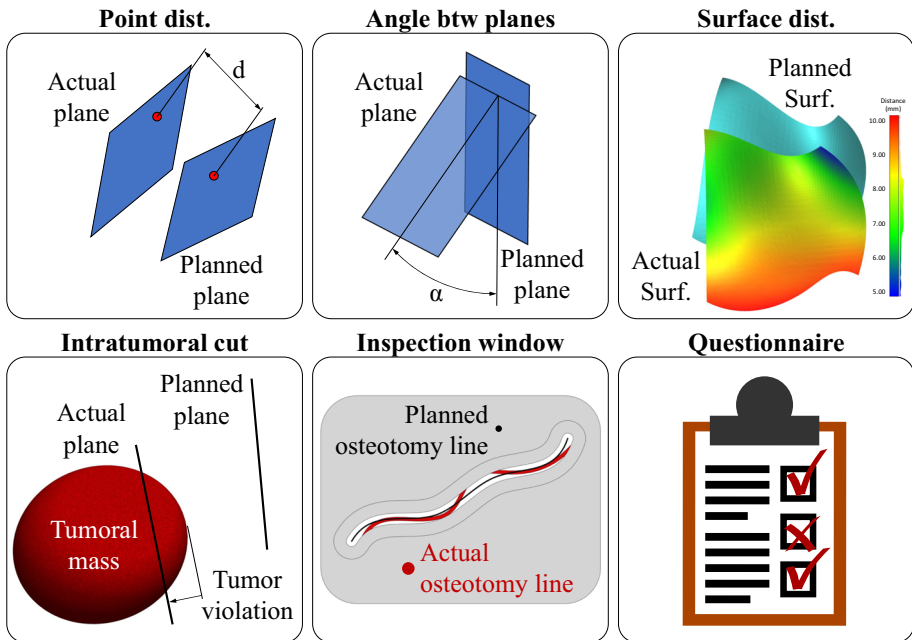 Point dist.
Actual
plane
d
Planned
plane
Angle btw planes
Actual
plane
α
Planned
plane
Surface dist.
Planned
Surf.
Distance
(mm)
10.00
9.00
8.00
7.00
6.00
5.00
Actual
Surf.
Intratumoral cut
Planned
plane
Actual
plane
Tumoral
mass
Tumor
violation
Inspection window
Planned
osteotomy line
Actual
osteotomy line
Questionnaire